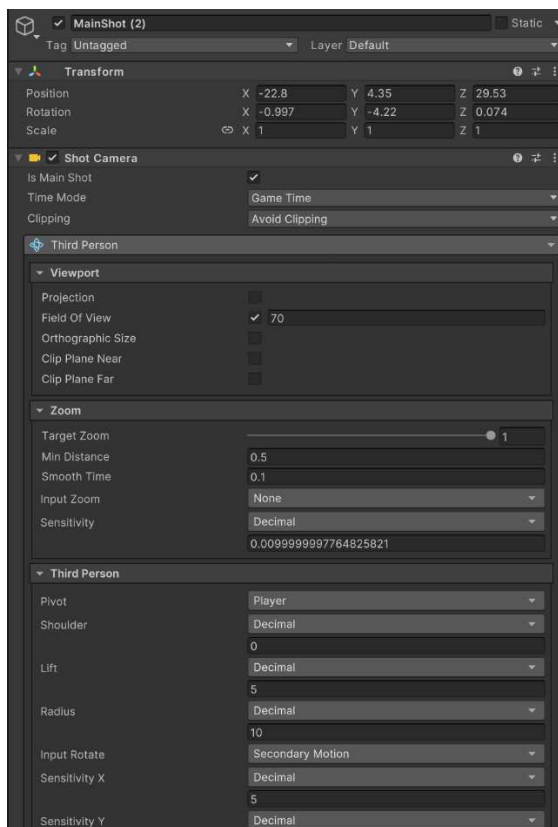 MainShot (2) Static
Tag Untagged Layer Default
Transform
Position X -22.8 Y 4.35 Z 29.53
Rotation X -0.997 Y -4.22 Z 0.074
Scale X 1 Y 1 Z 1
Shot Camera
Is Main Shot
Time Mode Game Time
Clipping Avoid Clipping
Third Person
Viewport
Projection
Field Of View 70
Orthographic Size
Clip Plane Near
Clip Plane Far
Zoom
Target Zoom 1
Min Distance 0.5
Smooth Time 0.1
Input Zoom None
Sensitivity Decimal
0.0099999997764825821
Third Person
Pivot Player
Shoulder Decimal
0
Lift Decimal
5
Radius Decimal
10
Input Rotate Secondary Motion
Sensitivity X Decimal
5
Sensitivity Y Decimal